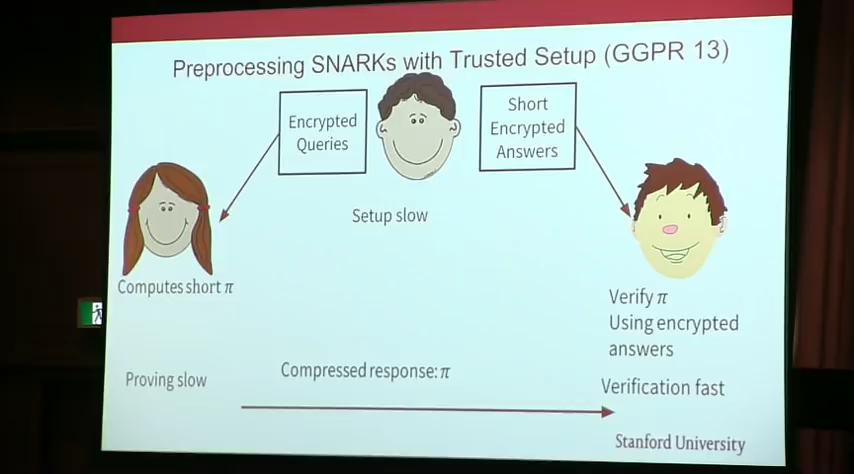 Preprocessing SNARKs with Trusted Setup (GGPR 13)
Encrypted
Queries
Short
Encrypted
Answers
Setup slow
Computes short π
Verify π
Using encrypted
answers
Proving slow
Compressed response: π
Verification fast
Stanford University